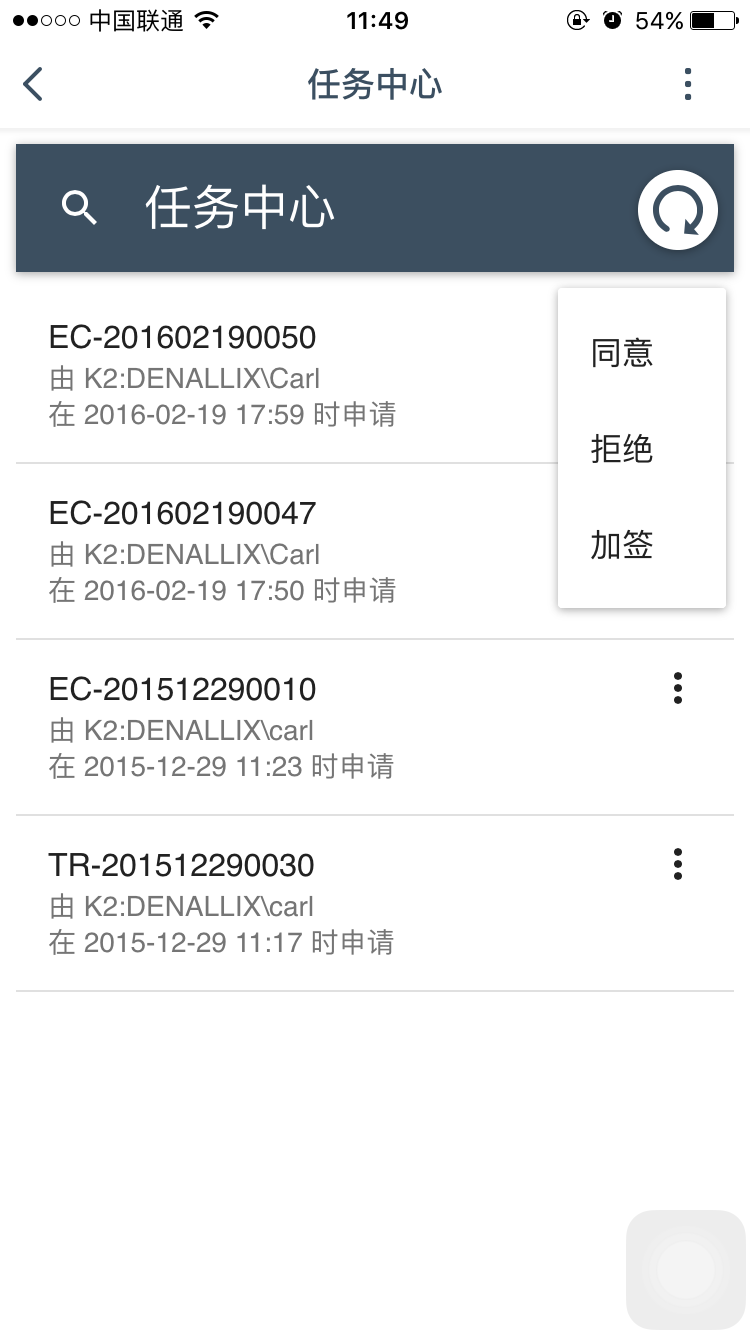 中国联通 11:49 54%
任务中心
任务中心
EC-201602190050
由 K2:DENALLIX\Carl
在 2016-02-19 17:59 时申请
同意
拒绝
加签
EC-201602190047
由 K2:DENALLIX\Carl
在 2016-02-19 17:50 时申请
EC-201512290010
由 K2:DENALLIX\carl
在 2015-12-29 11:23 时申请
TR-201512290030
由 K2:DENALLIX\carl
在 2015-12-29 11:17 时申请